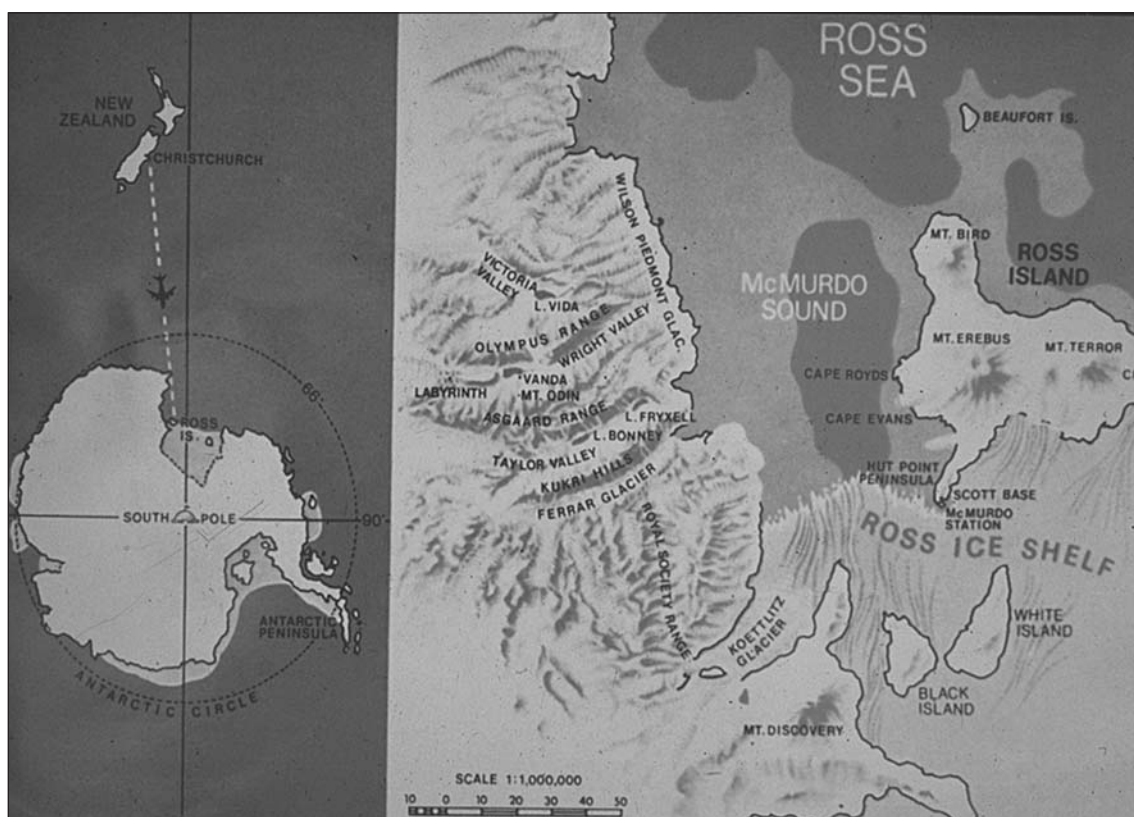 NEW
ZEALAND
CHRISTCHURCH
66°
ROSS
IS.
SOUTH POLE
90°
ANTARCTIC
PENINSULA
ANTARCTIC CIRCLE
ROSS
SEA
BEAUFORT IS.
MT. BIRD
ROSS
ISLAND
McMURDO
SOUND
MT. EREBUS
MT. TERROR
CAPE ROYDS
CAPE EVANS
HUT POINT
PENINSULA
SCOTT BASE
McMURDO
STATION
ROSS ICE SHELF
WHITE
ISLAND
BLACK
ISLAND
WILSON PIEDMONT GLAC.
VICTORIA
VALLEY
L. VIDA
OLYMPUS RANGE
WRIGHT VALLEY
LABYRINTH
VANDA
MT. ODIN
ASGAARD RANGE
L. FRYXELL
L. BONNEY
TAYLOR VALLEY
KUKRI HILLS
FERRAR GLACIER
ROYAL SOCIETY RANGE
KOETTLITZ
GLACIER
MT. DISCOVERY
SCALE 1:1,000,000
10 0 10 20 30 40 50